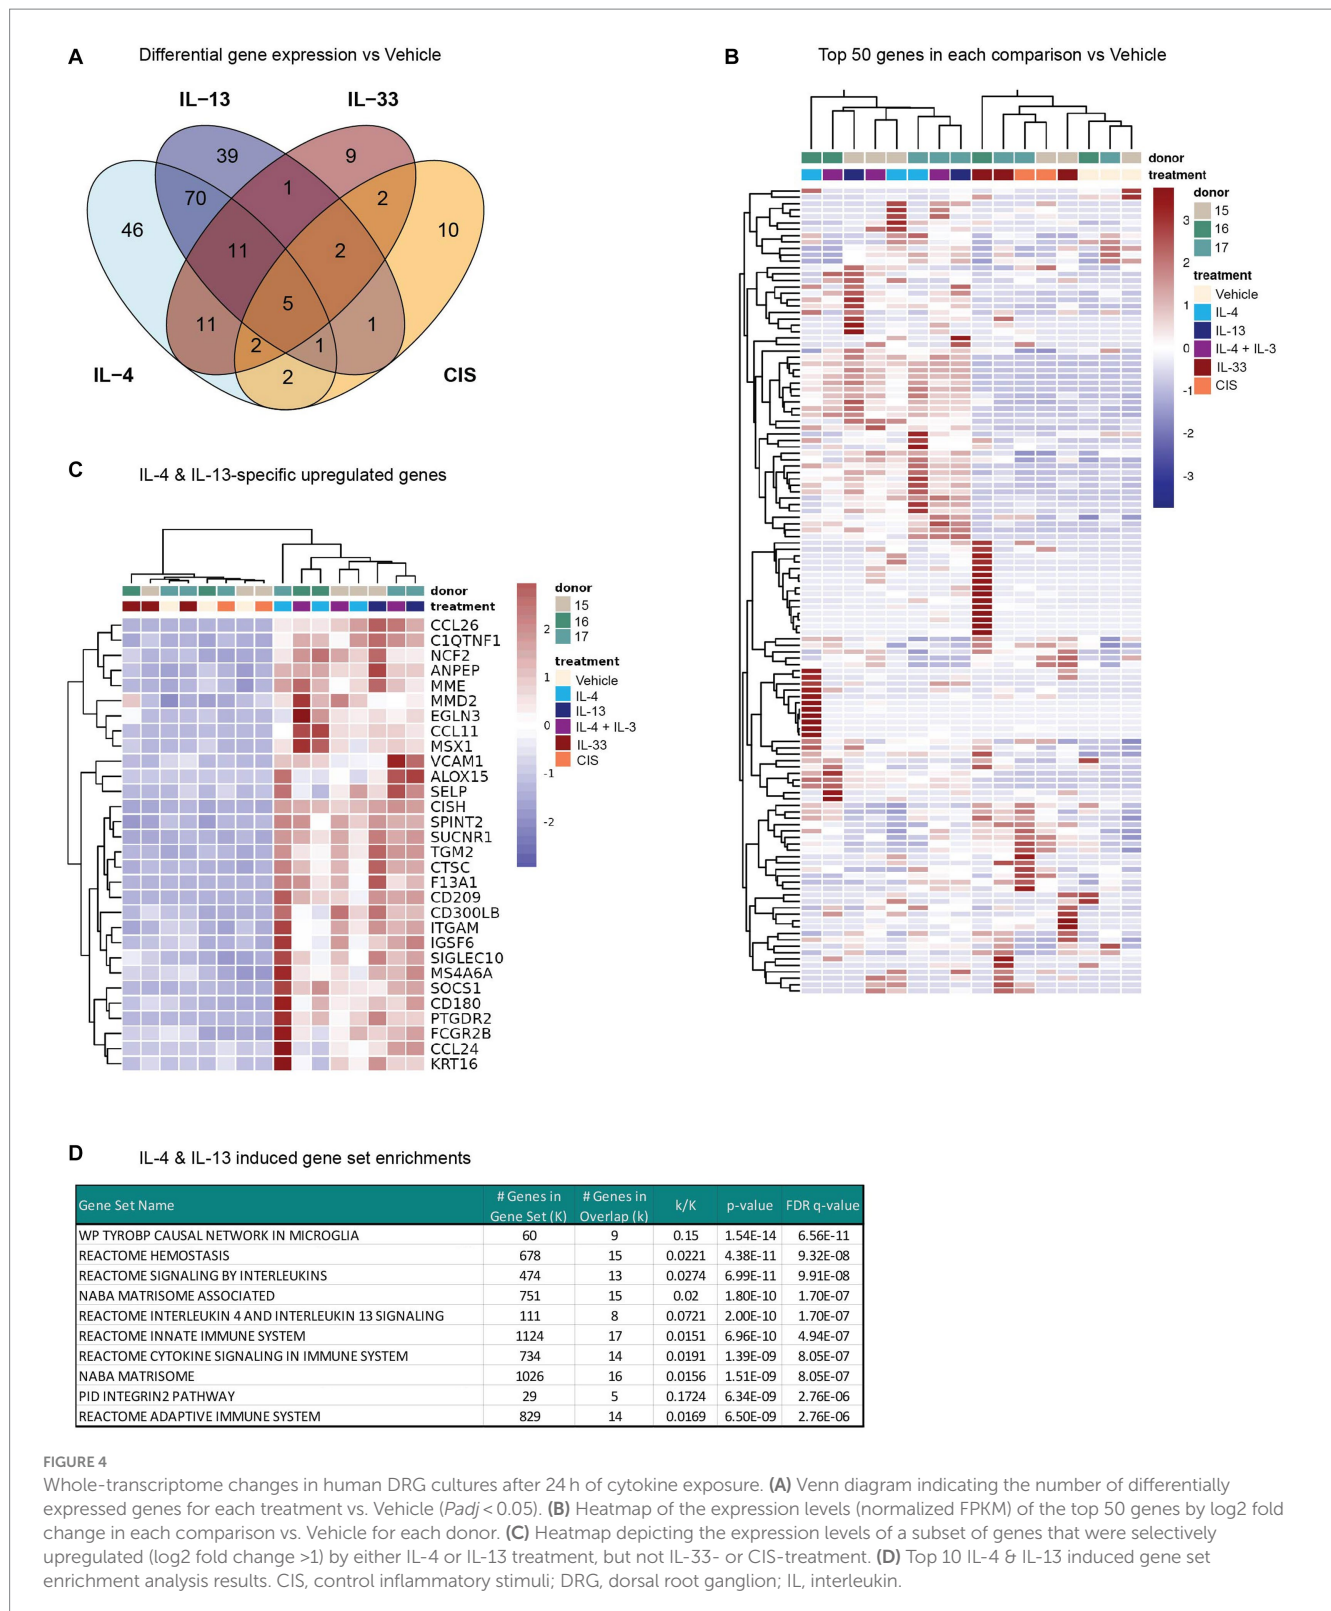 A
Differential gene expression vs Vehicle
IL−13
IL−33
39
9
46
70
1
2
10
11
2
5
11
1
2
1
2
IL−4
CIS
B
Top 50 genes in each comparison vs Vehicle
donor
treatment
3
2
1
0
-1
-2
-3
donor
15
16
17
treatment
Vehicle
IL-4
IL-13
IL-4 + IL-3
IL-33
CIS
C
IL-4 & IL-13-specific upregulated genes
donor
treatment
CCL26
C1QTNF1
NCF2
ANPEP
MME
MMD2
EGLN3
CCL11
MSX1
VCAM1
ALOX15
SELP
CISH
SPINT2
SUCNR1
TGM2
CTSC
F13A1
CD209
CD300LB
ITGAM
IGSF6
SIGLEC10
MS4A6A
SOCS1
CD180
PTGDR2
FCGR2B
CCL24
KRT16
2
1
0
-1
-2
donor
15
16
17
treatment
Vehicle
IL-4
IL-13
IL-4 + IL-3
IL-33
CIS
D
IL-4 & IL-13 induced gene set enrichments
Gene Set Name # Genes in Gene Set (K) # Genes in Overlap (k) k/K p-value FDR q-value
WP TYROBP CAUSAL NETWORK IN MICROGLIA 60 9 0.15 1.54E-14 6.56E-11
REACTOME HEMOSTASIS 678 15 0.0221 4.38E-11 9.32E-08
REACTOME SIGNALING BY INTERLEUKINS 474 13 0.0274 6.99E-11 9.91E-08
NABA MATRISOME ASSOCIATED 751 15 0.02 1.80E-10 1.70E-07
REACTOME INTERLEUKIN 4 AND INTERLEUKIN 13 SIGNALING 111 8 0.0721 2.00E-10 1.70E-07
REACTOME INNATE IMMUNE SYSTEM 1124 17 0.0151 6.96E-10 4.94E-07
REACTOME CYTOKINE SIGNALING IN IMMUNE SYSTEM 734 14 0.0191 1.39E-09 8.05E-07
NABA MATRISOME 1026 16 0.0156 1.51E-09 8.05E-07
PID INTEGRIN2 PATHWAY 29 5 0.1724 6.34E-09 2.76E-06
REACTOME ADAPTIVE IMMUNE SYSTEM 829 14 0.0169 6.50E-09 2.76E-06
FIGURE 4
Whole-transcriptome changes in human DRG cultures after 24 h of cytokine exposure. (A) Venn diagram indicating the number of differentially
expressed genes for each treatment vs. Vehicle (Padj < 0.05). (B) Heatmap of the expression levels (normalized FPKM) of the top 50 genes by log2 fold
change in each comparison vs. Vehicle for each donor. (C) Heatmap depicting the expression levels of a subset of genes that were selectively
upregulated (log2 fold change >1) by either IL-4 or IL-13 treatment, but not IL-33- or CIS-treatment. (D) Top 10 IL-4 & IL-13 induced gene set
enrichment analysis results. CIS, control inflammatory stimuli; DRG, dorsal root ganglion; IL, interleukin.